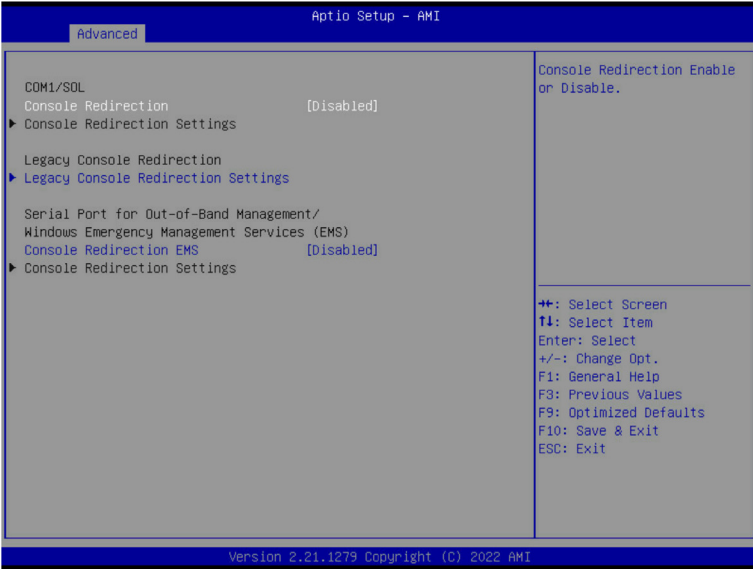 Aptio Setup – AMI
Advanced
COM1/SOL
Console Redirection [Disabled]
▶ Console Redirection Settings
Legacy Console Redirection
▶ Legacy Console Redirection Settings
Serial Port for Out-of-Band Management/
Windows Emergency Management Services (EMS)
Console Redirection EMS [Disabled]
▶ Console Redirection Settings
Console Redirection Enable
or Disable.
→←: Select Screen
↑↓: Select Item
Enter: Select
+/-: Change Opt.
F1: General Help
F3: Previous Values
F9: Optimized Defaults
F10: Save & Exit
ESC: Exit
Version 2.21.1279 Copyright (C) 2022 AMI